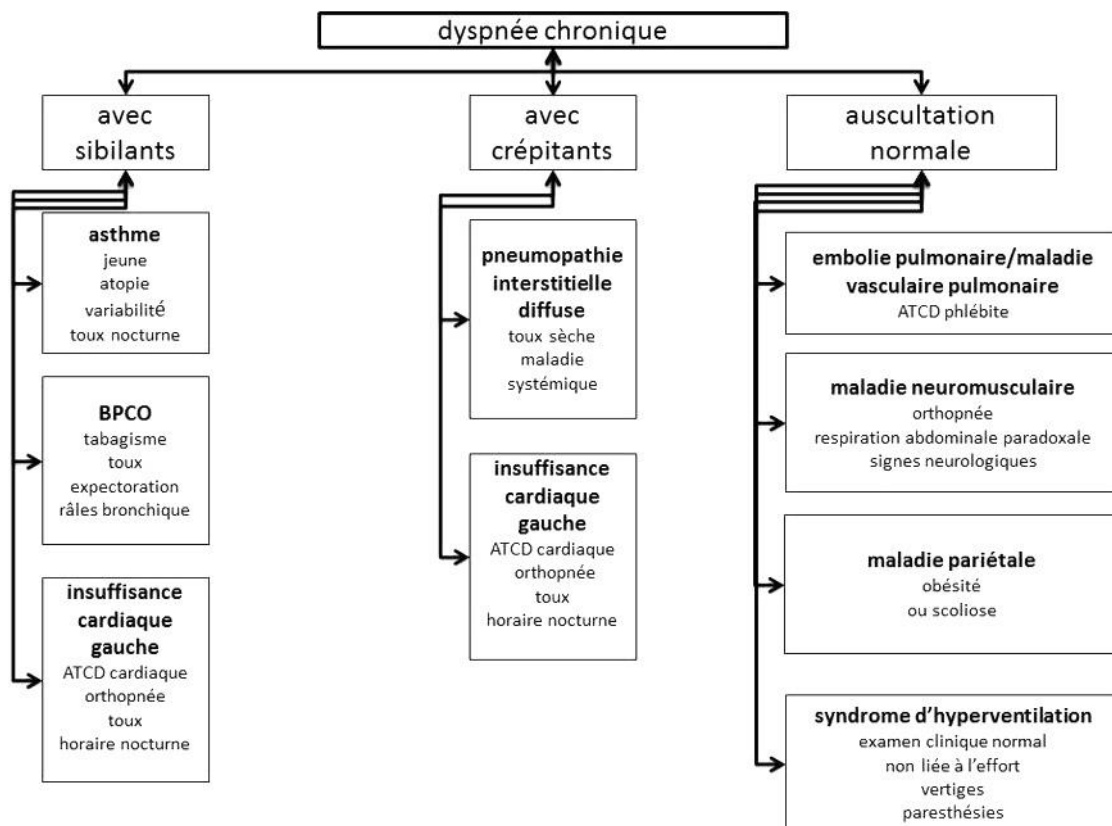 dyspnée chronique
avec
sibilants
avec
crépitants
auscultation
normale
asthme
jeune
atopie
variabilité
toux nocturne
BPCO
tabagisme
toux
expectoration
râles bronchique
insuffisance
cardiaque
gauche
ATCD cardiaque
orthopnée
toux
horaire nocturne
pneumopathie
interstitielle
diffuse
toux sèche
maladie
systémique
insuffisance
cardiaque
gauche
ATCD cardiaque
orthopnée
toux
horaire nocturne
embolie pulmonaire/maladie
vasculaire pulmonaire
ATCD phlébite
maladie neuromusculaire
orthopnée
respiration abdominale paradoxale
signes neurologiques
maladie pariétale
obésité
ou scoliose
syndrome d'hyperventilation
examen clinique normal
non liée à l'effort
vertiges
paresthésies